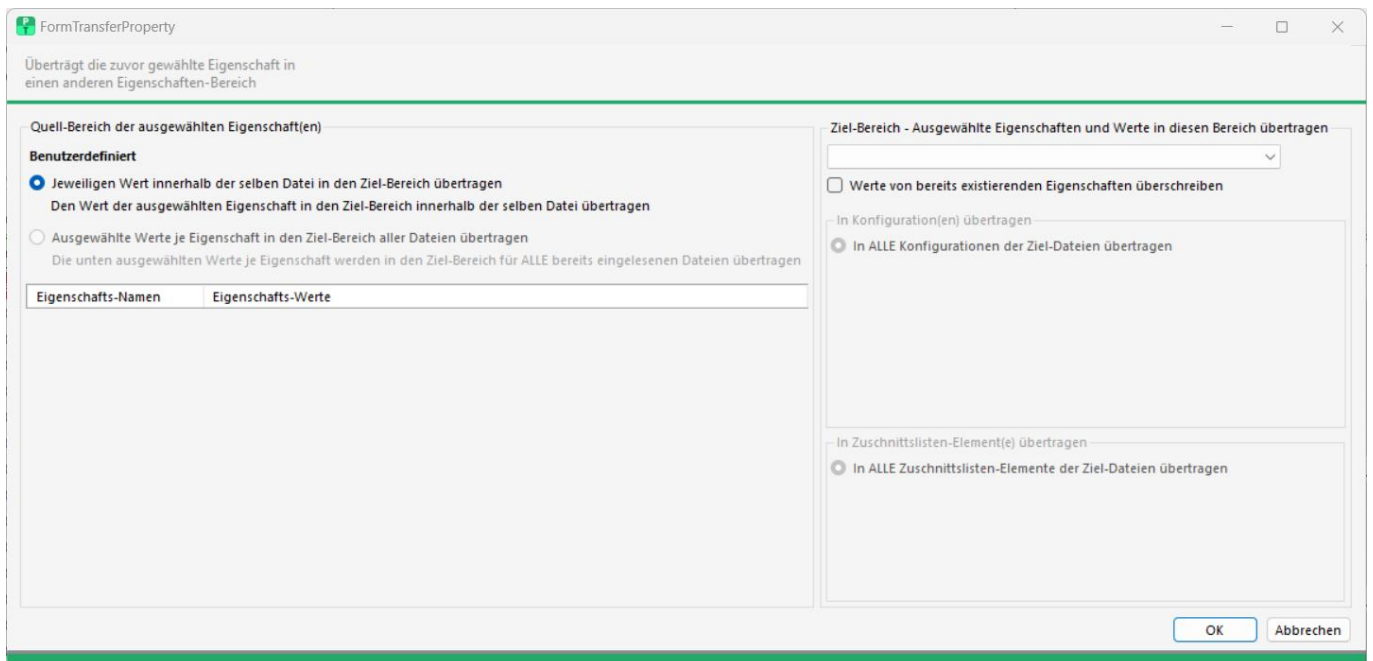 FormTransferProperty
Überträgt die zuvor gewählte Eigenschaft in
einen anderen Eigenschaften-Bereich
Quell-Bereich der ausgewählten Eigenschaft(en)
Benutzerdefiniert
Jeweiligen Wert innerhalb der selben Datei in den Ziel-Bereich übertragen
Den Wert der ausgewählten Eigenschaft in den Ziel-Bereich innerhalb der selben Datei übertragen
Ausgewählte Werte je Eigenschaft in den Ziel-Bereich aller Dateien übertragen
Die unten ausgewählten Werte je Eigenschaft werden in den Ziel-Bereich für ALLE bereits eingelesenen Dateien übertragen
Eigenschafts-Namen Eigenschafts-Werte
Ziel-Bereich - Ausgewählte Eigenschaften und Werte in diesen Bereich übertragen
Werte von bereits existierenden Eigenschaften überschreiben
In Konfiguration(en) übertragen
In ALLE Konfigurationen der Ziel-Dateien übertragen
In Zuschnittslisten-Element(e) übertragen
In ALLE Zuschnittslisten-Elemente der Ziel-Dateien übertragen
OK Abbrechen